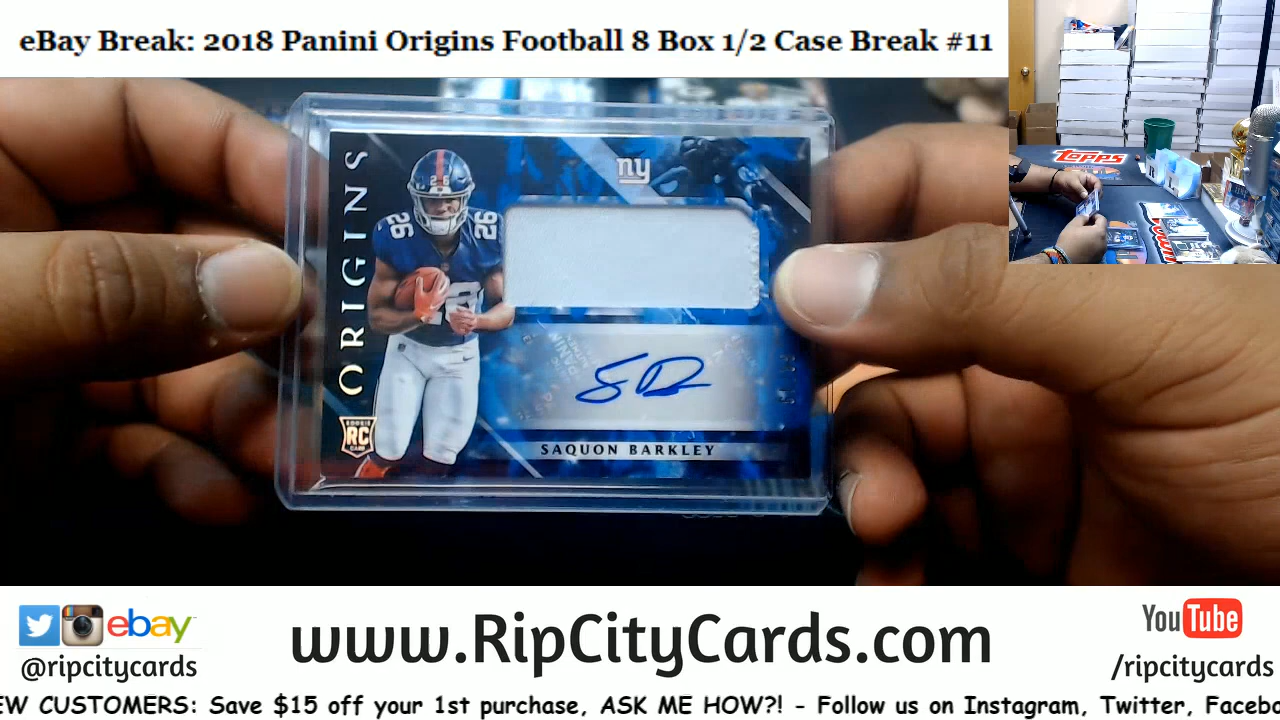 eBay Break: 2018 Panini Origins Football 8 Box 1/2 Case Break #11
topps
ORIGINS
ny
26
26
26
RC
SAQUON BARKLEY
ebay
@ripcitycards
www.RipCityCards.com
YouTube
/ripcitycards
EW CUSTOMERS: Save $15 off your 1st purchase, ASK ME HOW?! - Follow us on Instagram, Twitter, Facebo